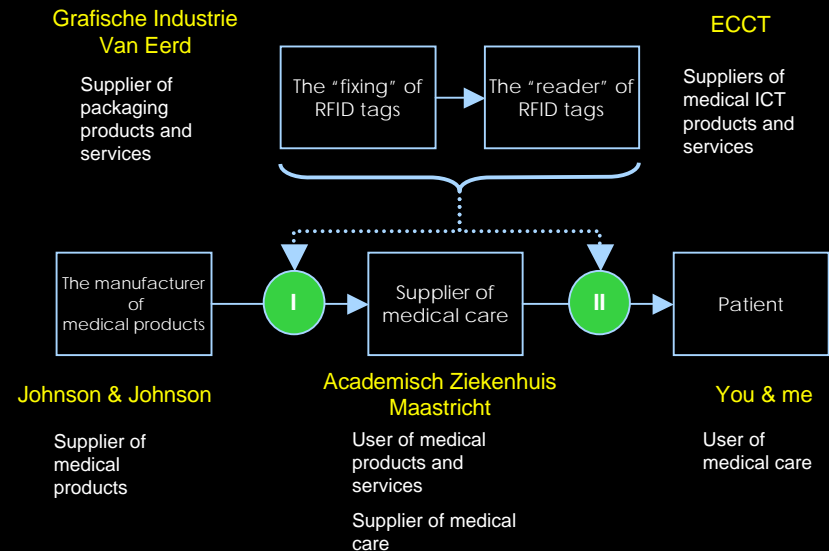 Grafische Industrie
Van Eerd
Supplier of
packaging
products and
services
The “fixing” of
RFID tags
The “reader” of
RFID tags
ECCT
Suppliers of
medical ICT
products and
services
The manufacturer
of
medical products
I
Supplier of
medical care
II
Patient
Johnson & Johnson
Supplier of
medical
products
Academisch Ziekenhuis
Maastricht
User of medical
products and
services
Supplier of medical
care
You & me
User of
medical care